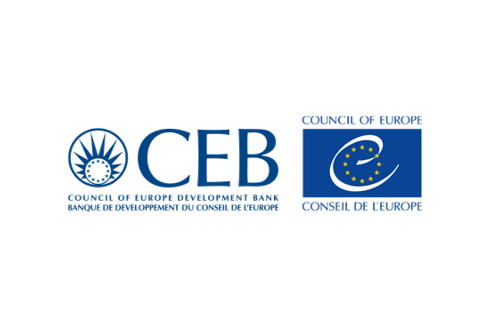 CEB
COUNCIL OF EUROPE DEVELOPMENT BANK
BANQUE DE DEVELOPPEMENT DU CONSEIL DE L'EUROPE
COUNCIL OF EUROPE
CONSEIL DE L'EUROPE